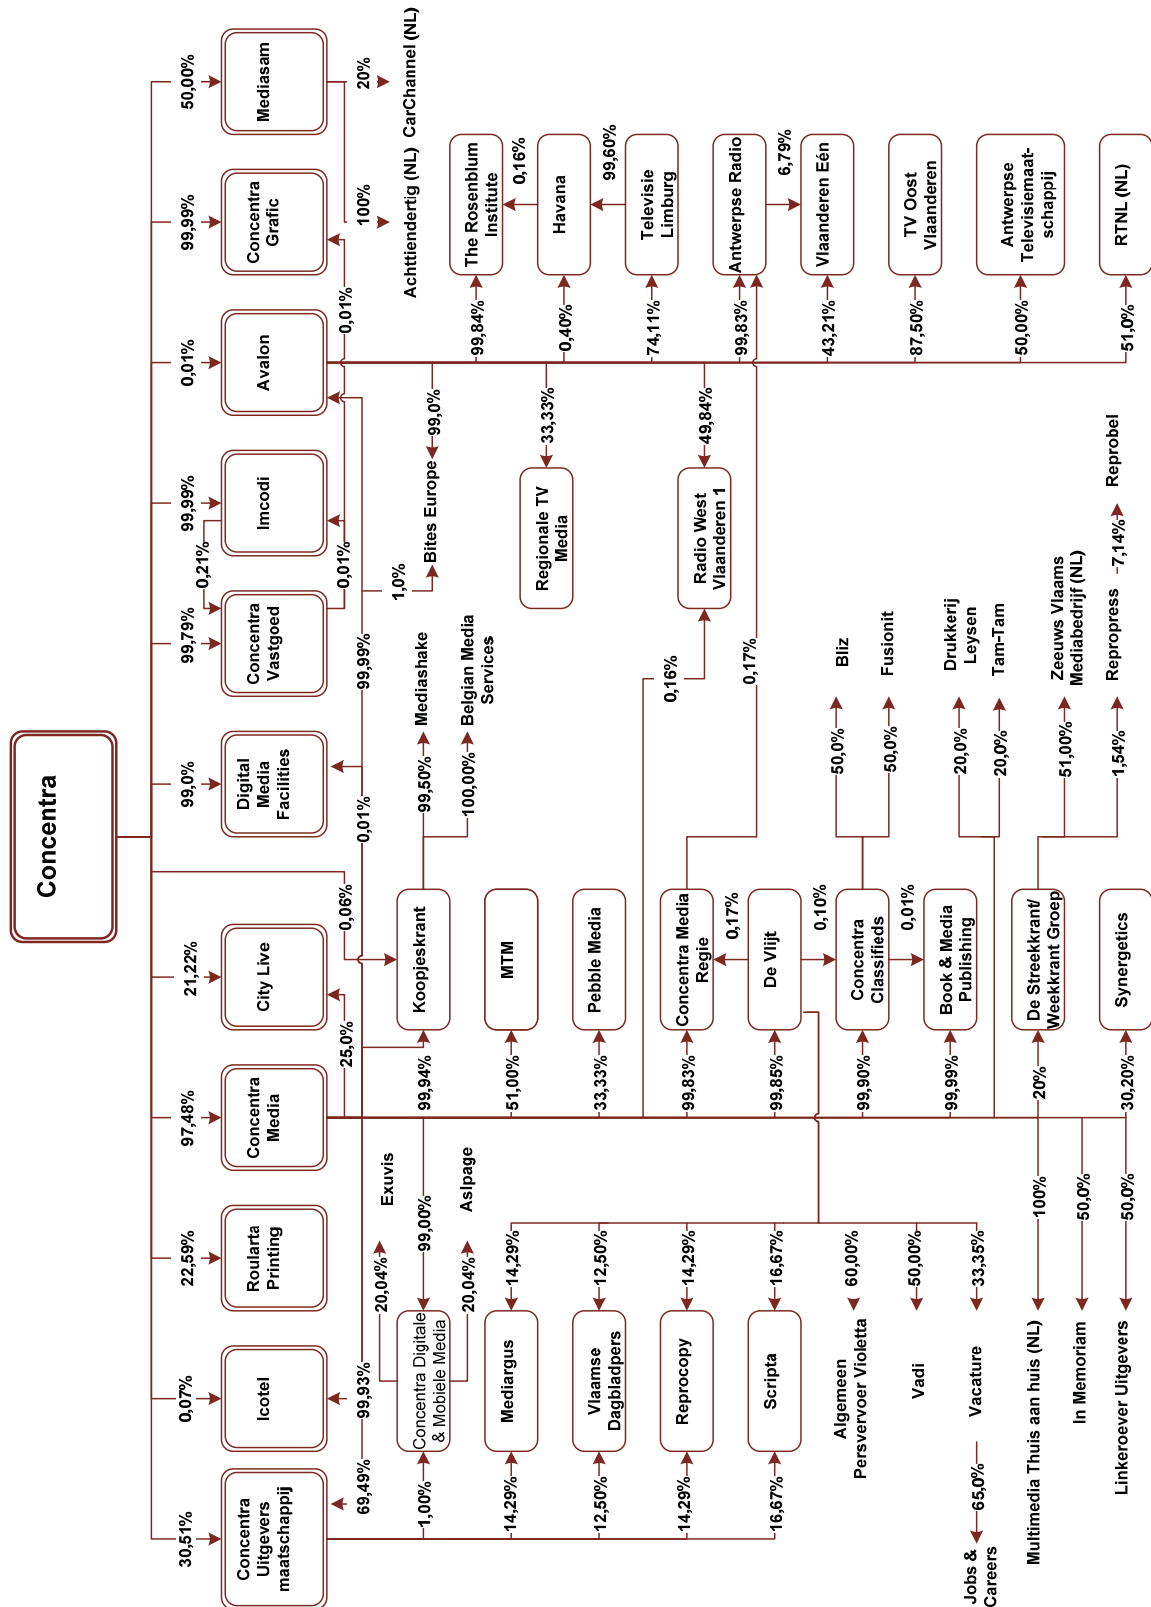 Concentra
30,51%
0,07%
22,59%
97,48%
21,22%
99,0%
99,79%
99,99%
0,01%
99,99%
50,00%
Concentra
Uitgevers
maatschappij
Icotel
Roularta
Printing
Concentra
Media
City Live
Digital
Media
Facilities
Concentra
Vastgoed
Imcodi
Avalon
Concentra
Grafic
Mediasam
0,21%
0,01%
0,01%
25,0%
0,06%
69,49%
99,93%
0,01%
99,99%
1,0%
100%
20%
Achttiendertig (NL)
CarChannel (NL)
Exuvis
20,04%
1,00%
Concentra Digitale
& Mobiele Media
99,00%
20,04%
Aslpage
99,94%
Koopjeskrant
99,50%
Mediashake
100,00%
Belgian Media
Services
Bites Europe
99,0%
14,29%
Mediargus
14,29%
51,00%
MTM
Regionale TV
Media
33,33%
99,84%
The Rosenblum
Institute
0,16%
0,40%
Havana
99,60%
12,50%
Vlaamse
Dagbladpers
12,50%
33,33%
Pebble Media
74,11%
Televisie
Limburg
14,29%
Reprocopy
14,29%
99,83%
Concentra Media
Regie
0,17%
0,16%
Radio West
Vlaanderen 1
49,84%
0,17%
99,83%
Antwerpse Radio
6,79%
16,67%
Scripta
16,67%
99,85%
De Vlijt
0,10%
43,21%
Vlaanderen Eén
Algemeen
Persvervoer Violetta
60,00%
99,90%
Concentra
Classifieds
0,01%
50,0%
Bliz
50,0%
Fusionit
87,50%
TV Oost
Vlaanderen
Vadi
50,00%
99,99%
Book & Media
Publishing
20,0%
Drukkerij
Leysen
20,0%
Tam-Tam
Jobs &
Careers
65,0%
Vacature
33,35%
50,00%
Antwerpse
Televisiemaat-
schappij
Multimedia Thuis aan huis (NL)
100%
20%
De Streekkrant/
Weekkrant Groep
51,00%
Zeeuws Vlaams
Mediabedrijf (NL)
1,54%
Repropress
7,14%
Reprobel
In Memoriam
50,0%
Linkeroever Uitgevers
50,0%
30,20%
Synergetics
51,0%
RTNL (NL)